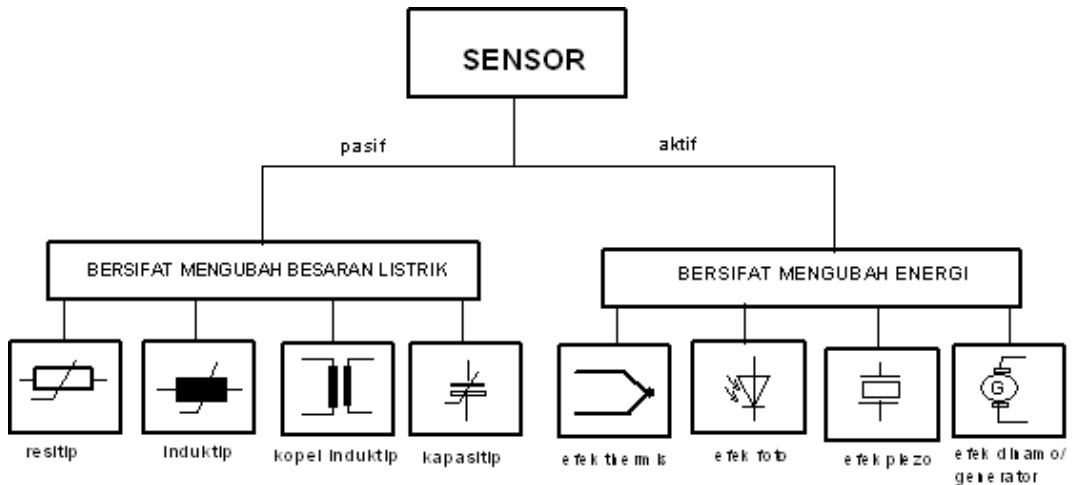 SENSOR
pasif
aktif
BERSIFAT MENGUBAH BESARAN LISTRIK
BERSIFAT MENGUBAH ENERGI
resitip
induktip
kopel induktip
kapasitip
efek thermis
efek foto
efek piezo
G
efek dinamo/
generator